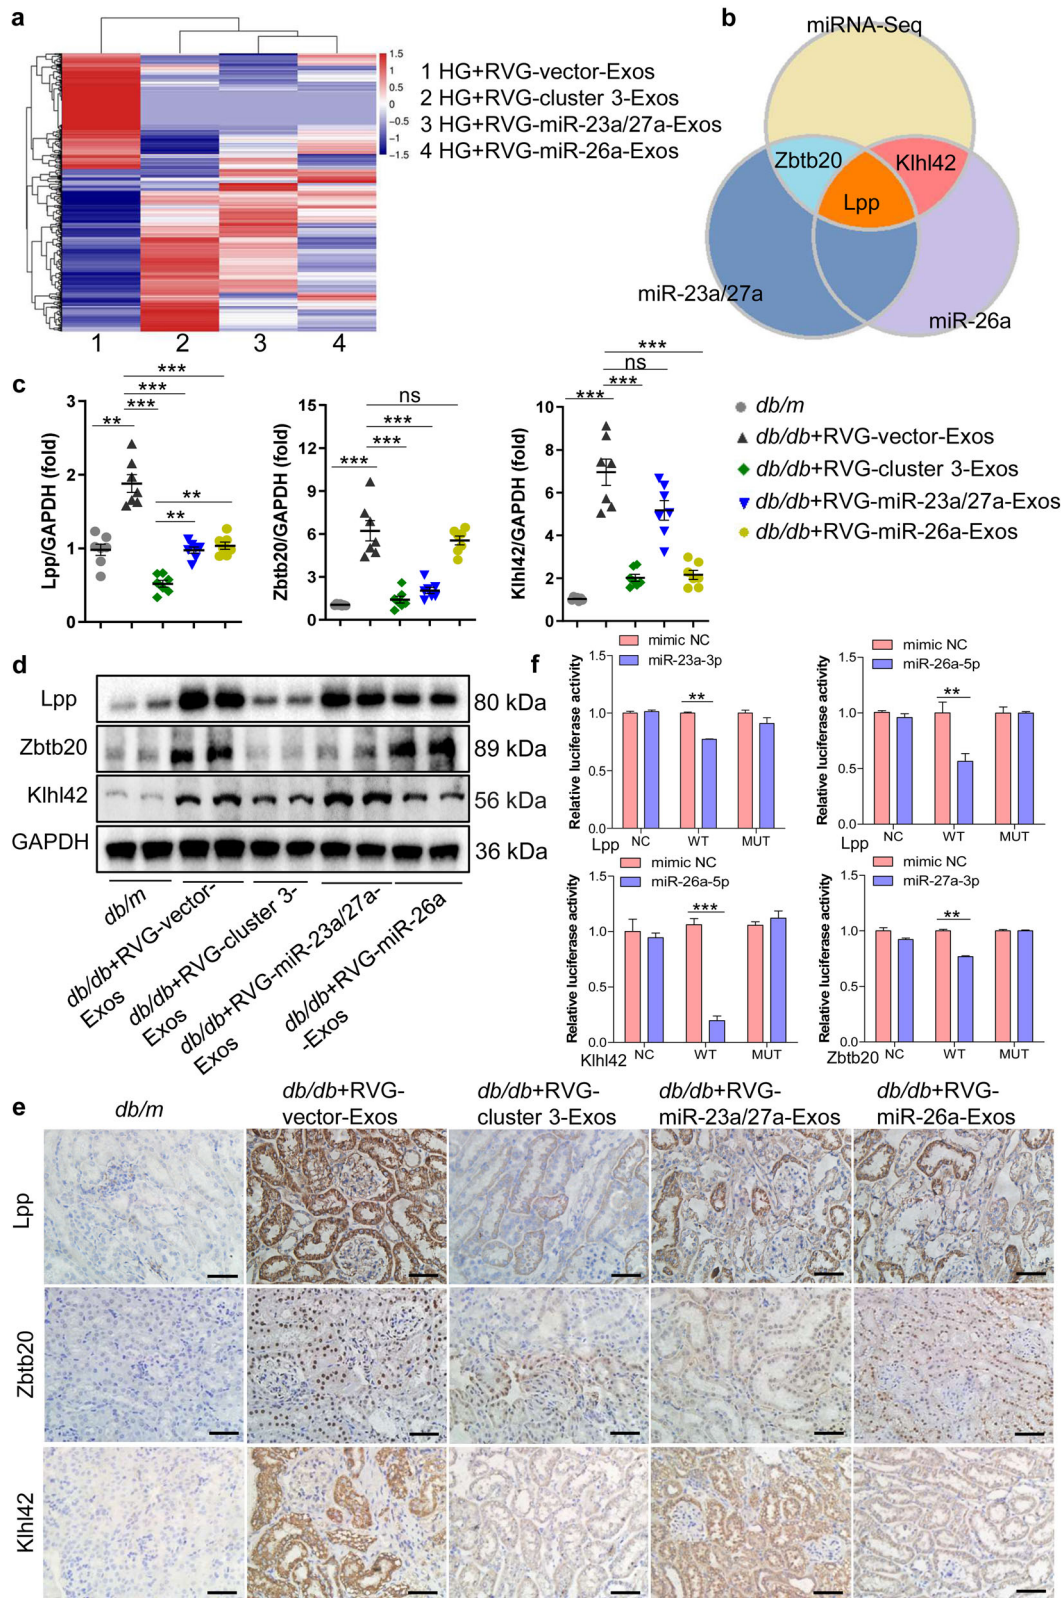 a
1.5
1
0.5
0
−0.5
−1
−1.5
1 HG+RVG-vector-Exos
2 HG+RVG-cluster 3-Exos
3 HG+RVG-miR-23a/27a-Exos
4 HG+RVG-miR-26a-Exos
1 2 3 4
b
miRNA-Seq
Zbtb20
Klhl42
Lpp
miR-23a/27a
miR-26a
c
Lpp/GAPDH (fold)
3
2
1
0
**
***
***
***
**
**
Zbtb20/GAPDH (fold)
15
12
9
6
3
0
ns
***
***
***
Klhl42/GAPDH (fold)
10
8
6
4
2
0
***
ns
***
***
db/m
db/db+RVG-vector-Exos
db/db+RVG-cluster 3-Exos
db/db+RVG-miR-23a/27a-Exos
db/db+RVG-miR-26a-Exos
d
Lpp
80 kDa
Zbtb20
89 kDa
Klhl42
56 kDa
GAPDH
36 kDa
db/m
db/db+RVG-vector-
Exos
db/db+RVG-cluster 3-
Exos
db/db+RVG-miR-23a/27a-
Exos
db/db+RVG-miR-26a
-Exos
f
mimic NC
miR-23a-3p
Relative luciferase activity
1.5
1.0
0.5
0.0
**
Lpp
NC WT MUT
mimic NC
miR-26a-5p
Relative luciferase activity
1.5
1.0
0.5
0.0
**
Lpp
NC WT MUT
mimic NC
miR-26a-5p
Relative luciferase activity
1.5
1.0
0.5
0.0
***
Klhl42
NC WT MUT
mimic NC
miR-27a-3p
Relative luciferase activity
1.5
1.0
0.5
0.0
**
Zbtb20
NC WT MUT
e
db/m
db/db+RVG-
vector-Exos
db/db+RVG-
cluster 3-Exos
db/db+RVG-
miR-23a/27a-Exos
db/db+RVG-
miR-26a-Exos
Lpp
Zbtb20
Klhl42